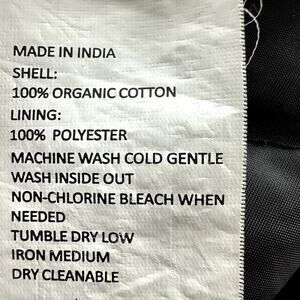 MADE IN INDIA
SHELL:
100% ORGANIC COTTON
LINING:
100% POLYESTER
MACHINE WASH COLD GENTLE
WASH INSIDE OUT
NON-CHLORINE BLEACH WHEN
NEEDED
TUMBLE DRY LOW
IRON MEDIUM
DRY CLEANABLE